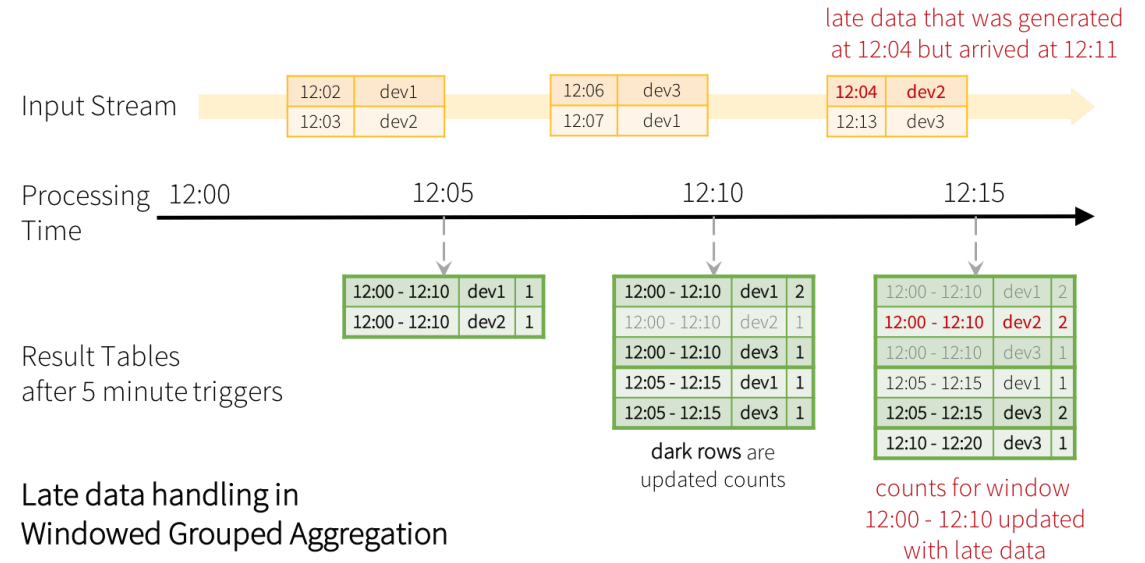 late data that was generated
at 12:04 but arrived at 12:11
Input Stream
12:02 dev1
12:03 dev2
12:06 dev3
12:07 dev1
12:04 dev2
12:13 dev3
Processing
Time
12:00 12:05 12:10 12:15
Result Tables
after 5 minute triggers
12:00 - 12:10 dev1 1
12:00 - 12:10 dev2 1
12:00 - 12:10 dev1 2
12:00 - 12:10 dev2 1
12:00 - 12:10 dev3 1
12:05 - 12:15 dev1 1
12:05 - 12:15 dev3 1
dark rows are
updated counts
12:00 - 12:10 dev1 2
12:00 - 12:10 dev2 2
12:00 - 12:10 dev3 1
12:05 - 12:15 dev1 1
12:05 - 12:15 dev3 2
12:10 - 12:20 dev3 1
counts for window
12:00 - 12:10 updated
with late data
Late data handling in
Windowed Grouped Aggregation